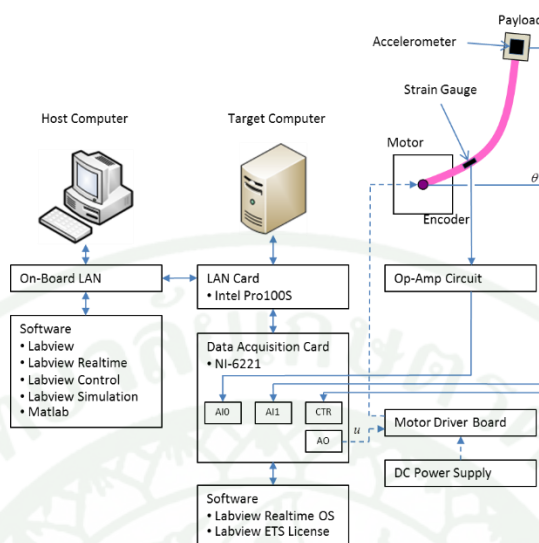 Payload
Accelerometer
Strain Gauge
Host Computer
Target Computer
Motor
θ
Encoder
On-Board LAN
LAN Card
• Intel Pro100S
Op-Amp Circuit
Software
• Labview
• Labview Realtime
• Labview Control
• Labview Simulation
• Matlab
Data Acquisition Card
• NI-6221
AI0
AI1
CTR
AO
u
Motor Driver Board
DC Power Supply
Software
• Labview Realtime OS
• Labview ETS License